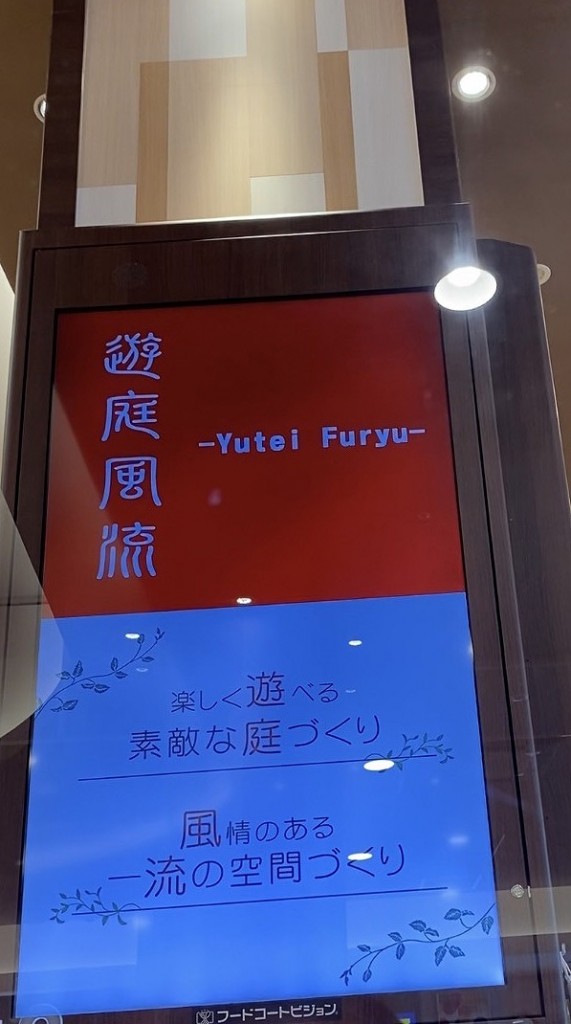 遊庭風流
-Yutei Furyu-
楽しく遊べる
素敵な庭づくり
風情のある
一流の空間づくり
フードコートビジョン